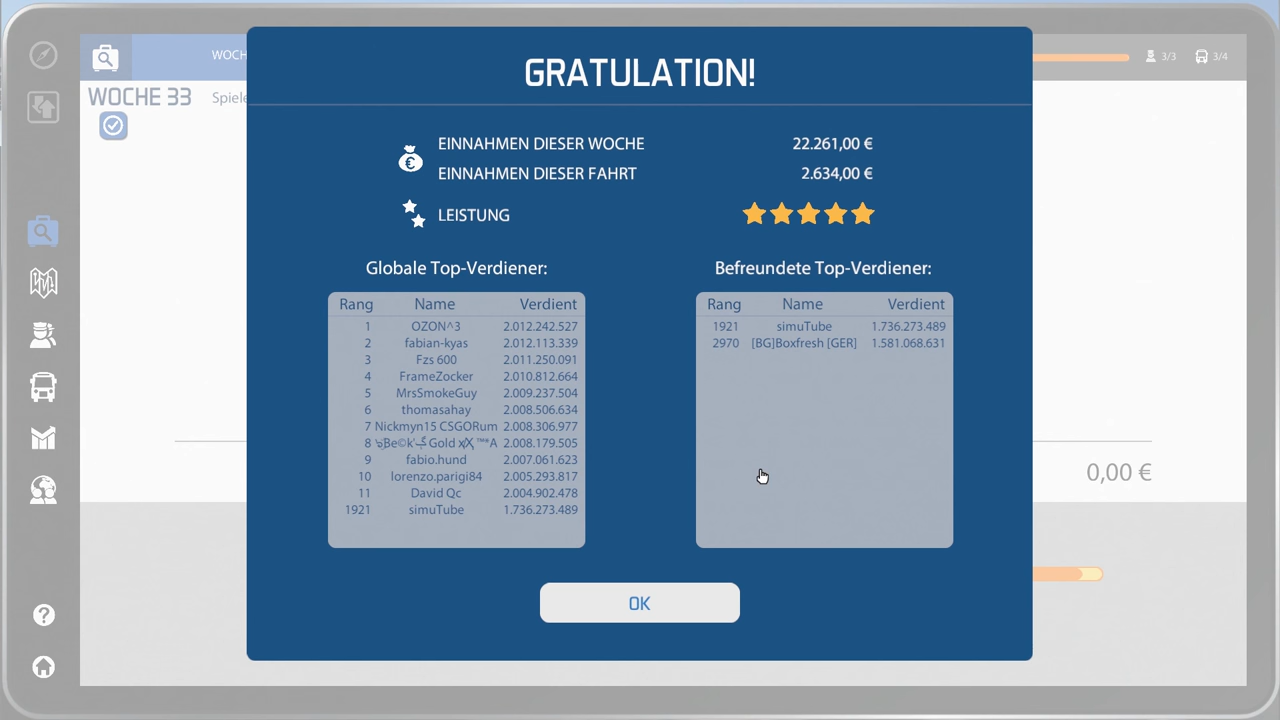 WOCH
3/3
3/4
WOCHE 33
Spiele
GRATULATION!
EINNAHMEN DIESER WOCHE 22.261,00 €
EINNAHMEN DIESER FAHRT 2.634,00 €
LEISTUNG
Globale Top-Verdiener:
Rang Name Verdient
1 OZON^3 2.012.242.527
2 fabian-kyas 2.012.113.339
3 Fzs 600 2.011.250.091
4 FrameZocker 2.010.812.664
5 MrsSmokeGuy 2.009.237.504
6 thomasahay 2.008.506.634
7 Nickmyn15 CSGORum 2.008.306.977
8 Gold 2.008.179.505
9 fabio.hund 2.007.061.623
10 lorenzo.parigi84 2.005.293.817
11 David Qc 2.004.902.478
1921 simuTube 1.736.273.489
Befreundete Top-Verdiener:
Rang Name Verdient
1921 simuTube 1.736.273.489
2970 [BG]Boxfresh [GER] 1.581.068.631
0,00 €
OK